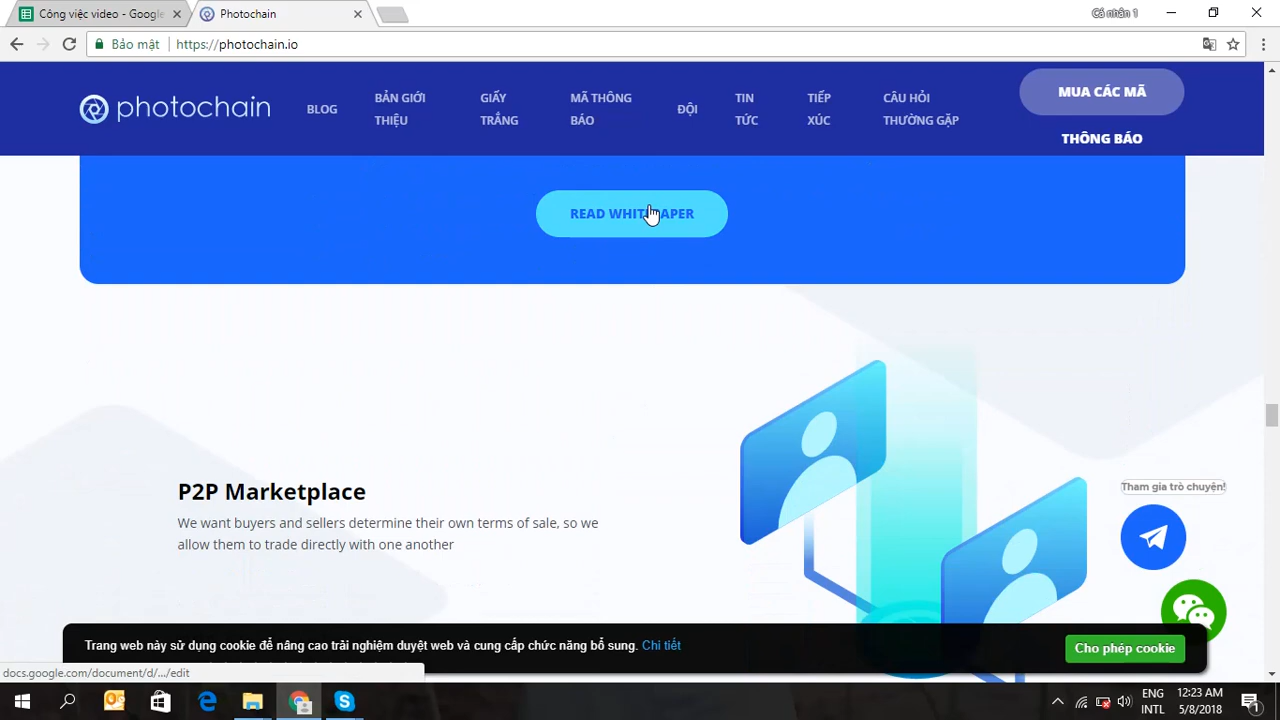 Công việc video - Google
Photochain
Cá nhân 1
Bảo mật
https://photochain.io
photochain
BLOG
BẢN GIỚI
THIỆU
GIẤY
TRẮNG
MÃ THÔNG
BÁO
ĐỘI
TIN
TỨC
TIẾP
XÚC
CÂU HỎI
THƯỜNG GẶP
MUA CÁC MÃ
THÔNG BÁO
READ WHITEPAPER
P2P Marketplace
We want buyers and sellers determine their own terms of sale, so we
allow them to trade directly with one another
Tham gia trò chuyện!
Trang web này sử dụng cookie để nâng cao trải nghiệm duyệt web và cung cấp chức năng bổ sung. Chi tiết
Cho phép cookie
docs.google.com/document/d/.../edit
ENG
INTL
12:23 AM
5/8/2018
1